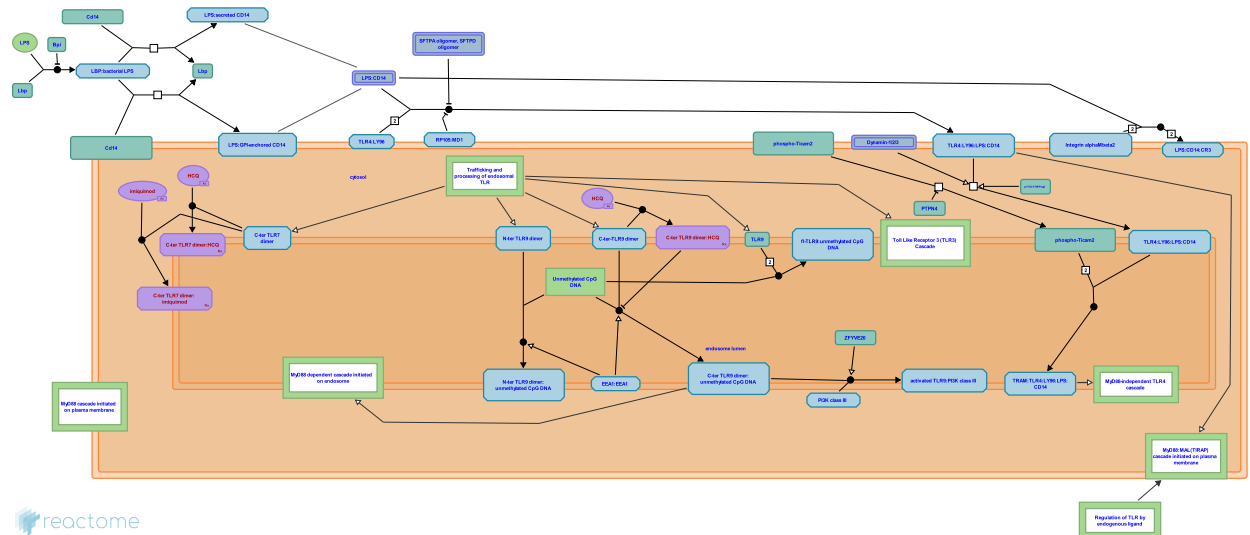 Cd14
LPS:secreted CD14
LPS
Bpi
SFTPA oligomer, SFTPD
oligomer
LBP:bacterial LPS
Lbp
LPS:CD14
Lbp
2
RP105:MD1
2
2
Cd14
LPS:GPI-anchored CD14
TLR4:LY96
phospho-Ticam2
Dynamin-1/2/3
TLR4:LY96:LPS:CD14
Integrin alphaMbeta2
LPS:CD14:CR3
Trafficking and
processing of endosomal
TLR
cytosol
HCQ
imiquimod
HCQ
PTPN4
C-ter TLR7 dimer:HCQ
Rx
C-ter TLR7
dimer
N-ter TLR9 dimer
C-ter-TLR9 dimer
C-ter TLR9 dimer:HCQ
Rx
TLR9
fl-TLR9 unmethylated CpG
DNA
Toll Like Receptor 3 (TLR3)
Cascade
phospho-Ticam2
TLR4:LY96:LPS:CD14
2
2
Unmethylated CpG
DNA
C-ter TLR7 dimer:
imiquimod
Rx
endosome lumen
ZFYVE20
MyD88 dependent cascade initiated
on endosome
N-ter TLR9 dimer:
unmethylated CpG DNA
EEA1:EEA1
C-ter TLR9 dimer:
unmethylated CpG DNA
PI3K class III
activated TLR9:PI3K class III
TRAM:TLR4:LY96:LPS:
CD14
MyD88-independent TLR4
cascade
MyD88 cascade initiated
on plasma membrane
MyD88:MAL(TIRAP)
cascade initiated on plasma
membrane
Regulation of TLR by
endogenous ligand
reactome